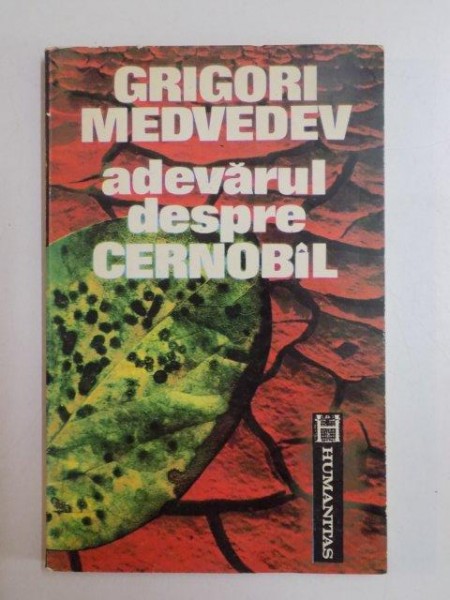 GRIGORI
MEDVEDEV
adevărul
despre
CERNOBÎL
HUMANITAS